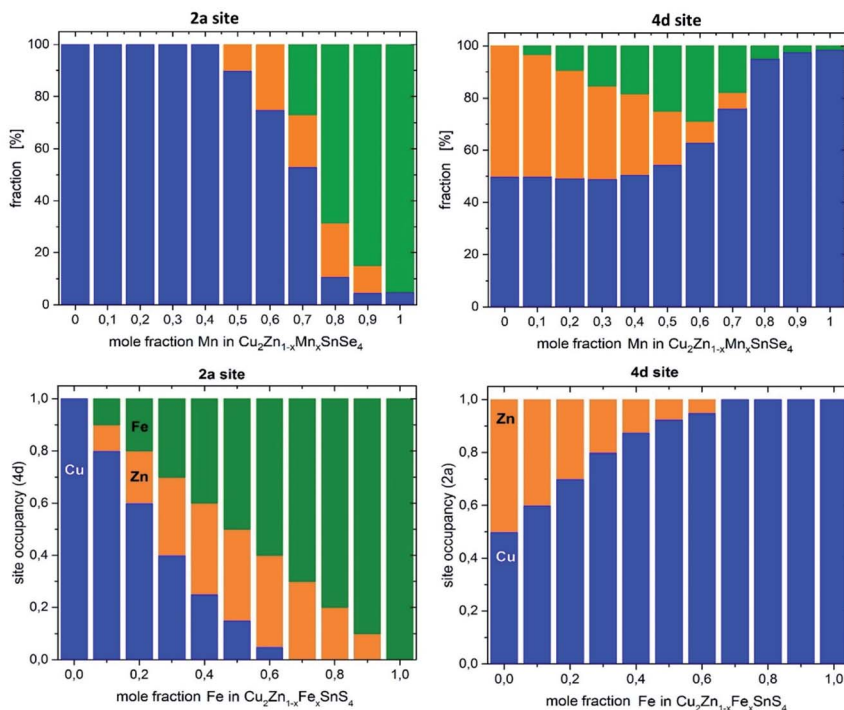 2a site
100
80
60
40
20
0
fraction [%]
0 0,1 0,2 0,3 0,4 0,5 0,6 0,7 0,8 0,9 1
mole fraction Mn in Cu₂Zn₁₋ₓMnₓSnSe₄
4d site
100
80
60
40
20
0
fraction [%]
0 0,1 0,2 0,3 0,4 0,5 0,6 0,7 0,8 0,9 1
mole fraction Mn in Cu₂Zn₁₋ₓMnₓSnSe₄
2a site
1,0
0,8
0,6
0,4
0,2
0,0
site occupancy (4d)
Fe
Cu
Zn
0,0 0,2 0,4 0,6 0,8 1,0
mole fraction Fe in Cu₂Zn₁₋ₓFeₓSnS₄
4d site
1,0
0,8
0,6
0,4
0,2
0,0
site occupancy (2a)
Zn
Cu
0,0 0,2 0,4 0,6 0,8 1,0
mole fraction Fe in Cu₂Zn₁₋ₓFeₓSnS₄